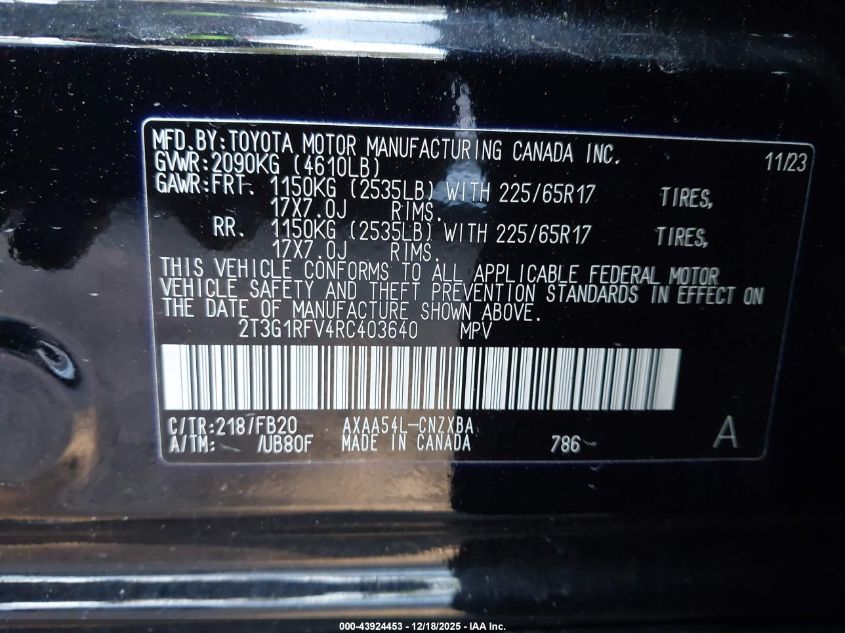 MFD.BY:TOYOTA MOTOR MANUFACTURING CANADA INC. 11/23
GVWR:2090KG (4610LB)
GAWR:FRT. 1150KG (2535LB) WITH 225/65R17 TIRES,
17X7.0J RIMS.
RR. 1150KG (2535LB) WITH 225/65R17 TIRES,
17X7.0J RIMS.
THIS VEHICLE CONFORMS TO ALL APPLICABLE FEDERAL MOTOR
VEHICLE SAFETY AND THEFT PREVENTION STANDARDS IN EFFECT ON
THE DATE OF MANUFACTURE SHOWN ABOVE.
2T3G1RFV4RC403640 MPV
C/TR:218/FB20 AXAA54L-CNZXBA
A/TM: /UB80F MADE IN CANADA 786 A
000-43924453 - 12/18/2025 - IAA Inc.